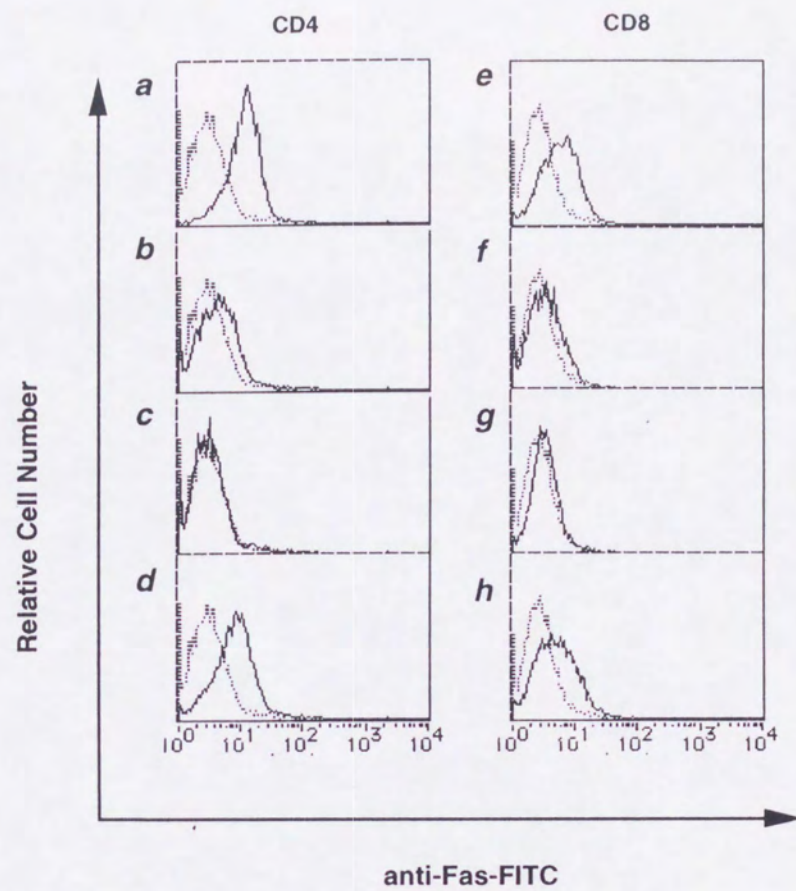 CD4 CD8
a e
b f
c g
d h
Relative Cell Number
10⁰ 10¹ 10² 10³ 10⁴ 10⁰ 10¹ 10² 10³ 10⁴
anti-Fas-FITC